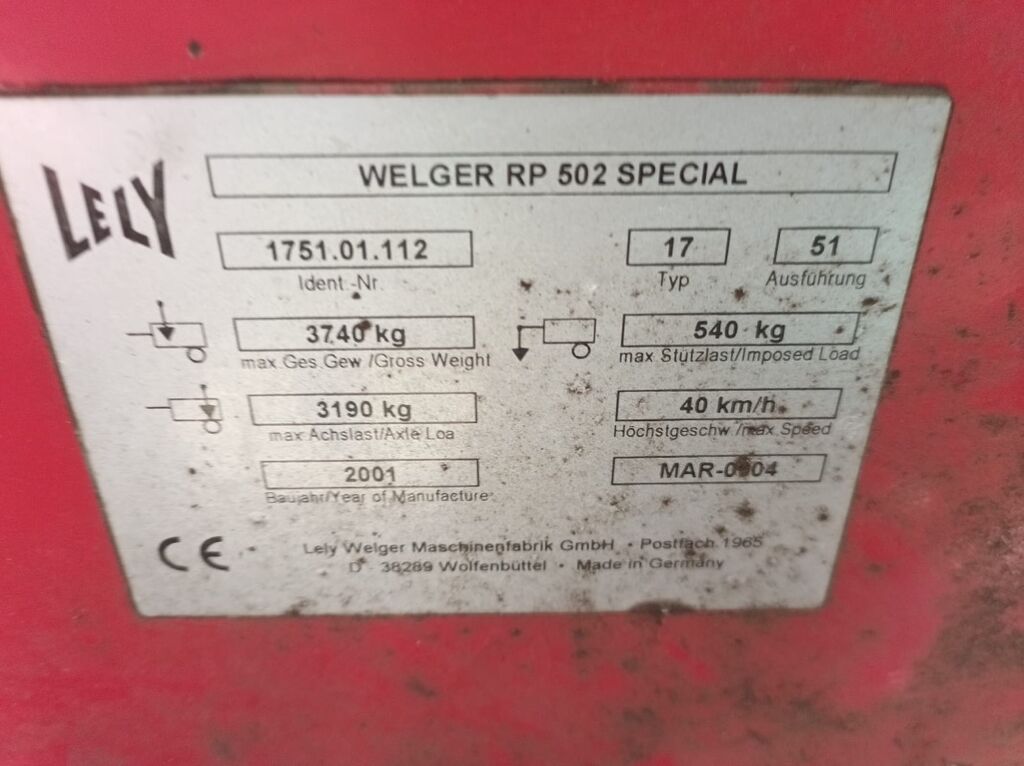 LELY
WELGER RP 502 SPECIAL
1751.01.112 17 51
Ident.-Nr. Typ Ausführung
3740 kg 540 kg
max Ges.Gew /Gross Weight max Stützlast/Imposed Load
3190 kg 40 km/h
max Achslast/Axle Loa Höchstgeschw /max Speed
2001
Baujahr/Year of Manufacture
CE Lely Welger Maschinenfabrik GmbH • Postfach 1965
D 38289 Wolfenbüttel • Made in Germany